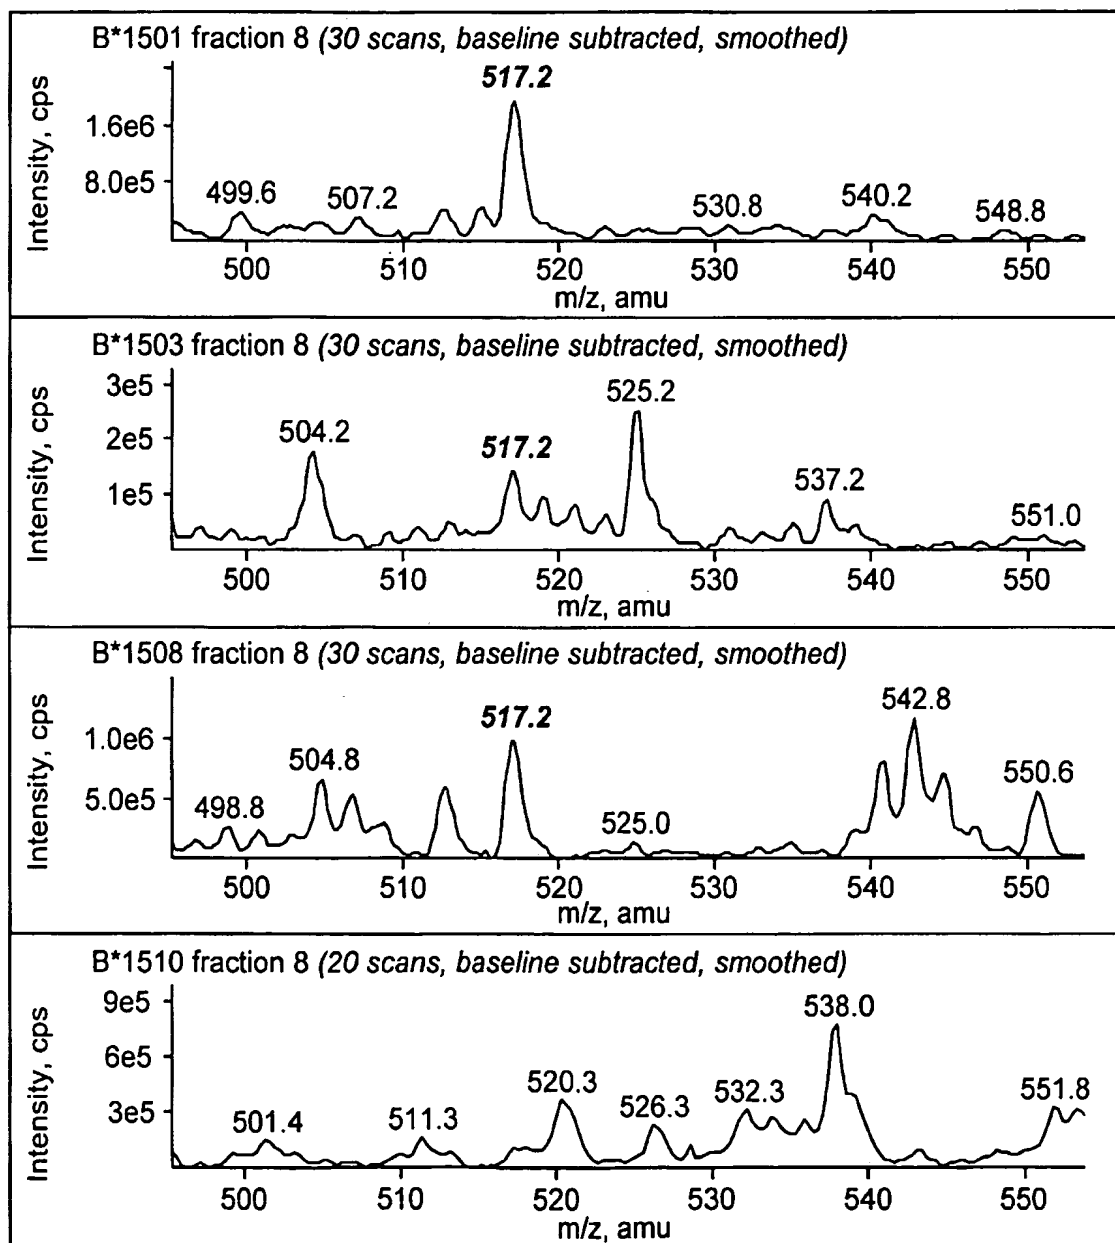 B*1501 fraction 8 (30 scans, baseline subtracted, smoothed)
Intensity, cps
1.6e6
8.0e5
517.2
499.6
507.2
530.8
540.2
548.8
500 510 520 530 540 550
m/z, amu
B*1503 fraction 8 (30 scans, baseline subtracted, smoothed)
Intensity, cps
3e5
2e5
1e5
504.2
517.2
525.2
537.2
551.0
500 510 520 530 540 550
m/z, amu
B*1508 fraction 8 (30 scans, baseline subtracted, smoothed)
Intensity, cps
1.0e6
5.0e5
498.8
504.8
517.2
525.0
542.8
550.6
500 510 520 530 540 550
m/z, amu
B*1510 fraction 8 (20 scans, baseline subtracted, smoothed)
Intensity, cps
9e5
6e5
3e5
501.4
511.3
520.3
526.3
532.3
538.0
551.8
500 510 520 530 540 550
m/z, amu